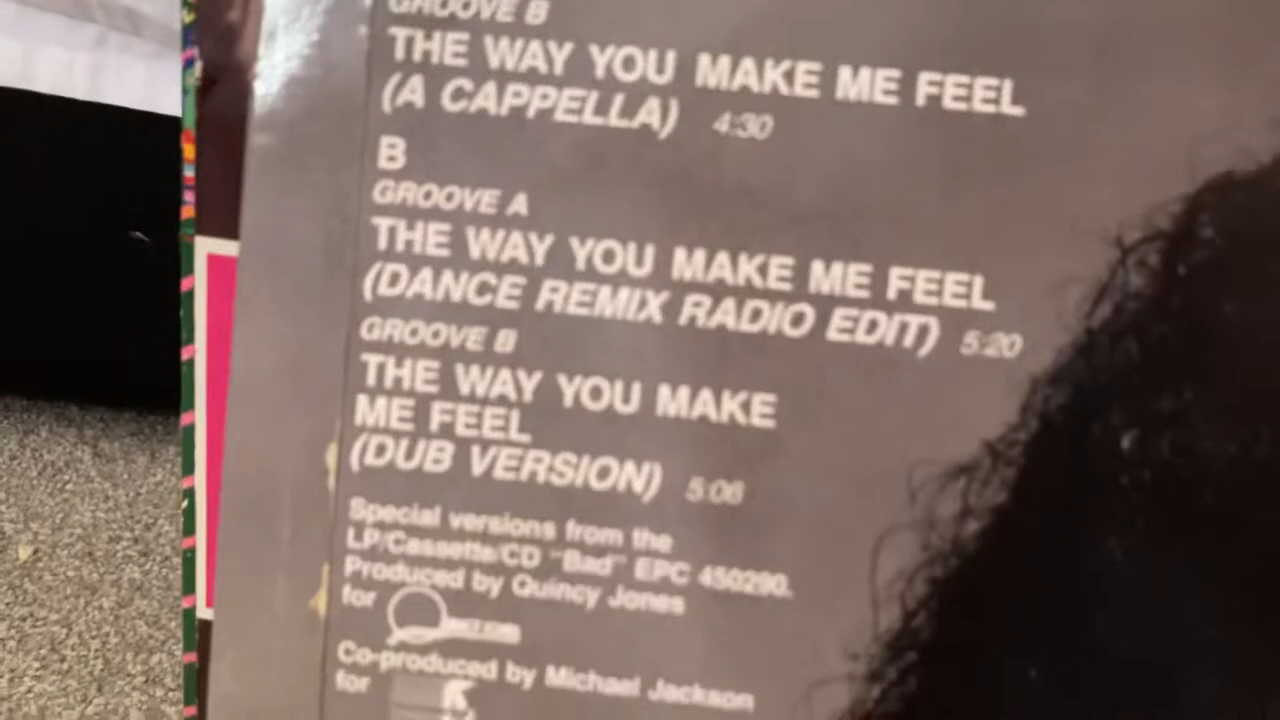 GROOVE B
THE WAY YOU MAKE ME FEEL
(A CAPPELLA) 4:30
B
GROOVE A
THE WAY YOU MAKE ME FEEL
(DANCE REMIX RADIO EDIT) 5:20
GROOVE B
THE WAY YOU MAKE
ME FEEL
(DUB VERSION) 5:06
Special versions from the
LP/Cassette/CD "Bad" EPC 450290.
Produced by Quincy Jones
for
Co-produced by Michael Jackson
for